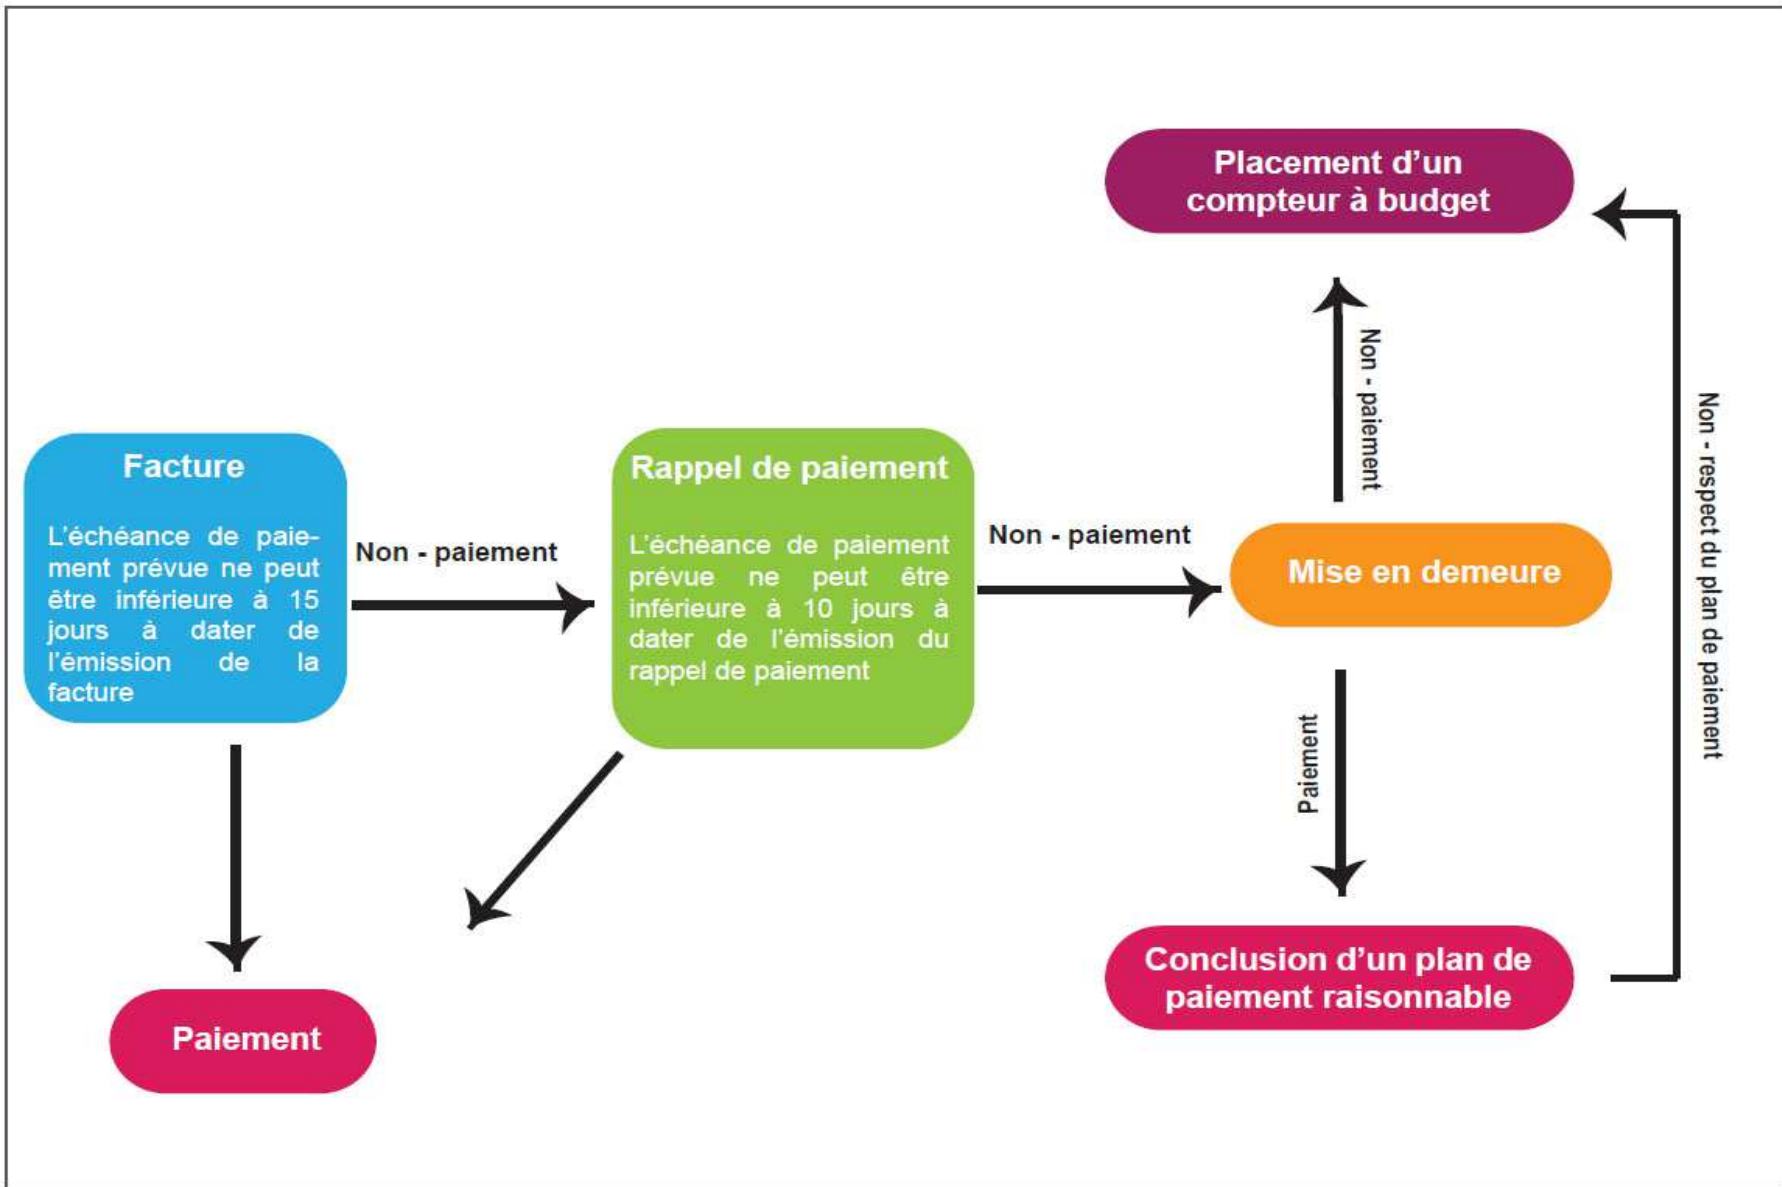 Facture
L'échéance de paie-
ment prévue ne peut
être inférieure à 15
jours à dater de
l'émission de la
facture
Non - paiement
Paiement
Rappel de paiement
L'échéance de paiement
prévue ne peut être
inférieure à 10 jours à
dater de l'émission du
rappel de paiement
Non - paiement
Mise en demeure
Non - paiement
Placement d'un
compteur à budget
Paiement
Conclusion d'un plan de
paiement raisonnable
Non - respect du plan de paiement